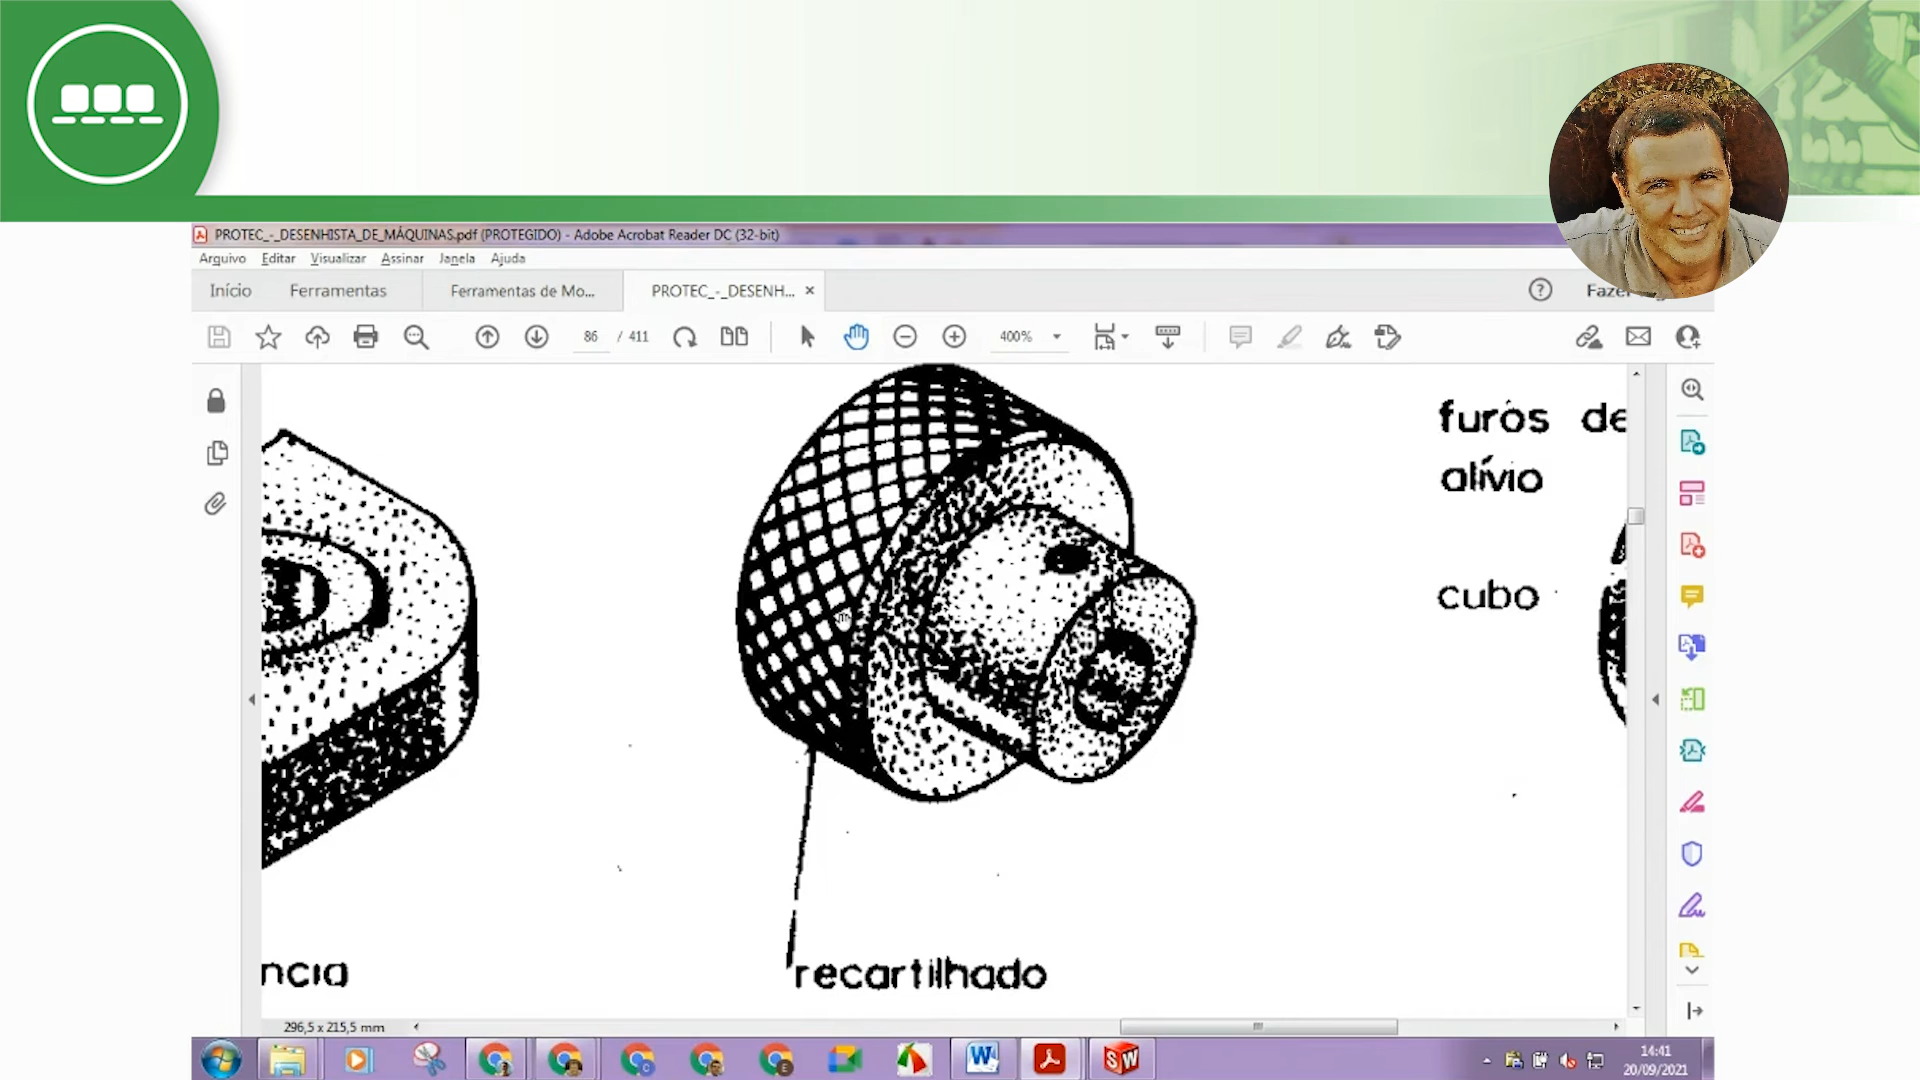 PROTEC_-_DESENHISTA_DE_MÁQUINAS.pdf (PROTEGIDO) - Adobe Acrobat Reader DC (32-bit)
Arquivo Editar Visualizar Assinar Janela Ajuda
Início Ferramentas Ferramentas de Mo... PROTEC_-_DESENH... ×
Fazer
86 / 411 400%
furos de
alívio
cubo
ncia
recartilhado
296,5 x 215,5 mm
14:41
20/09/2021